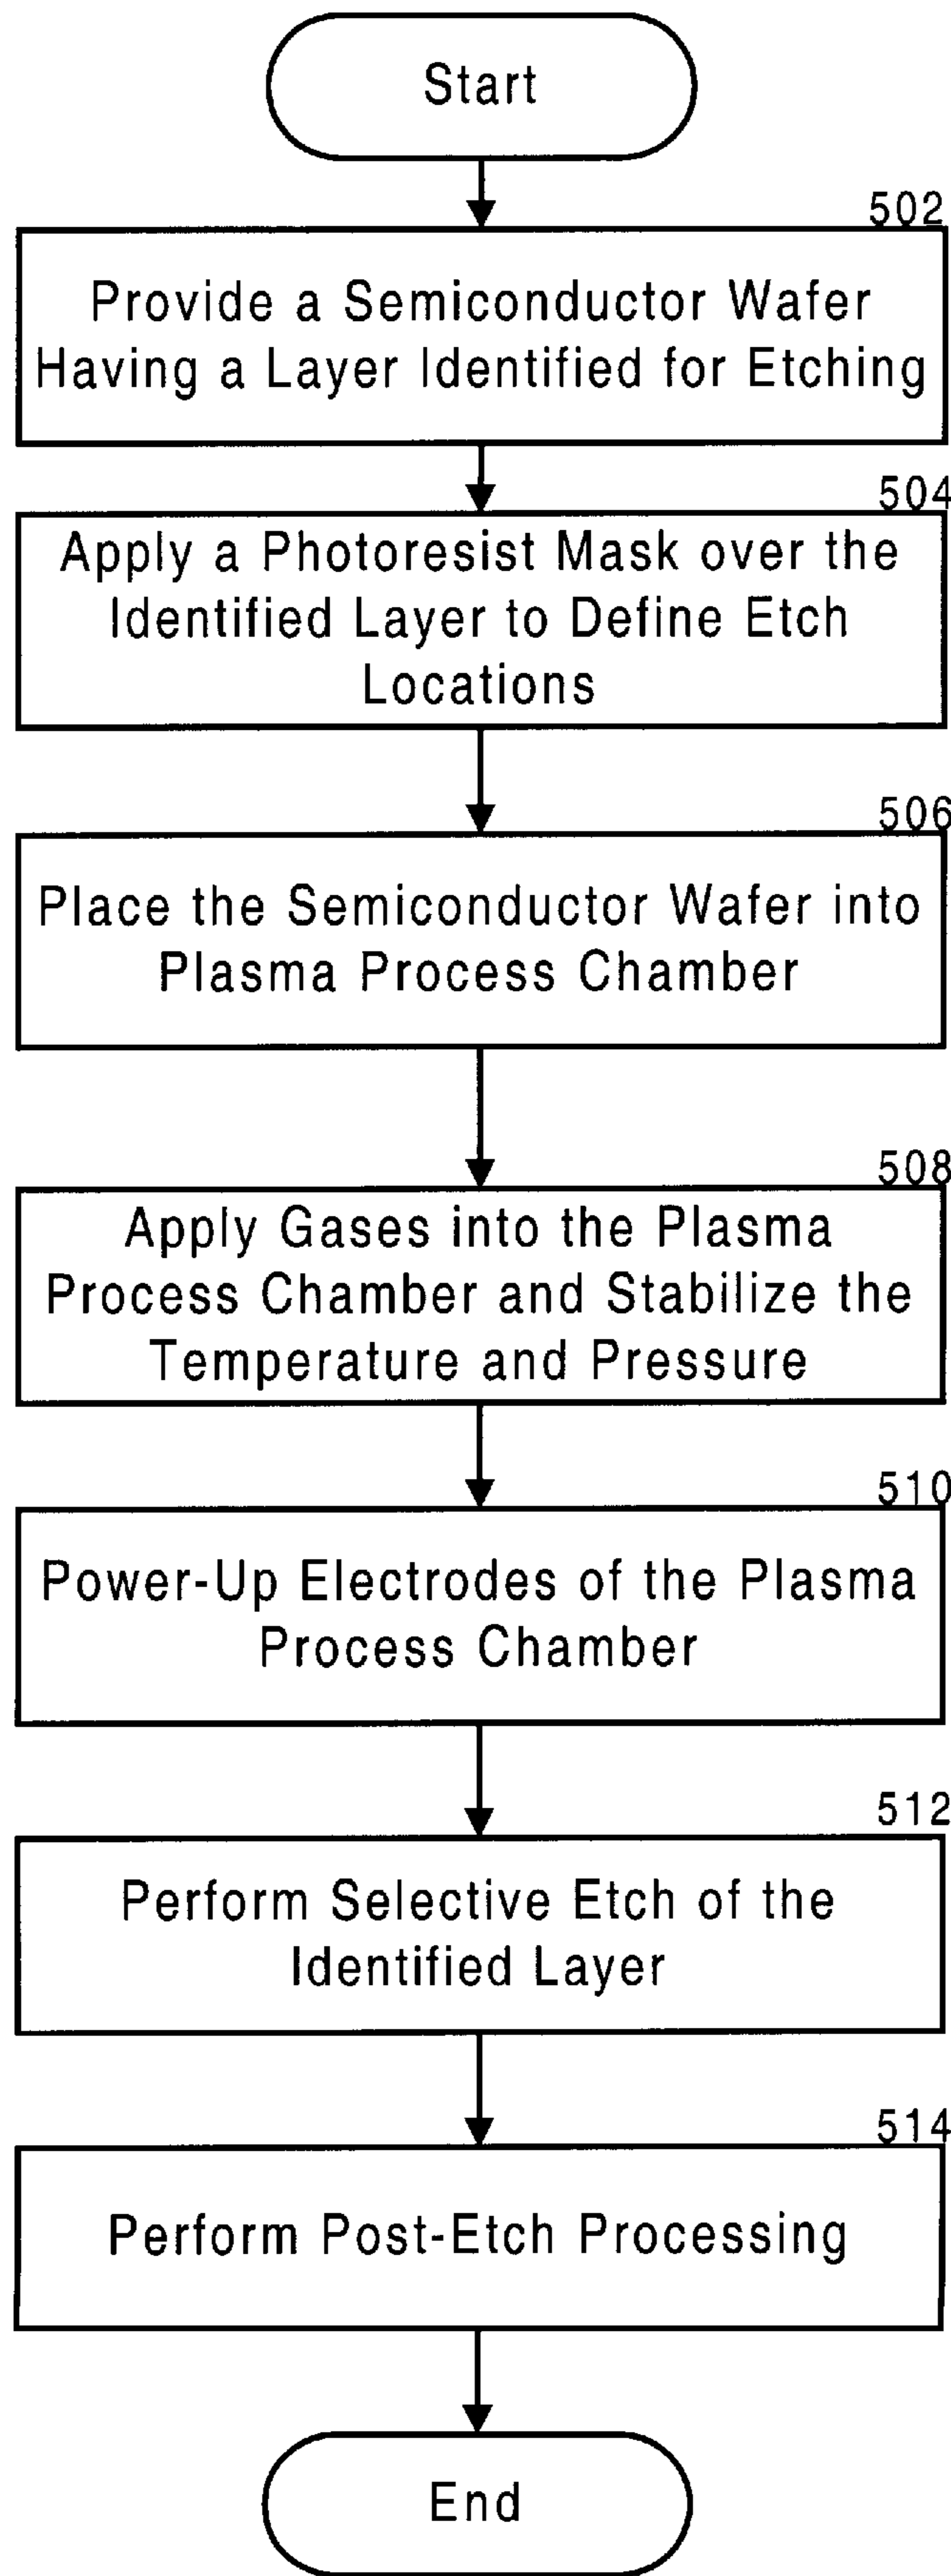 Start
502
Provide a Semiconductor Wafer
Having a Layer Identified for Etching
504
Apply a Photoresist Mask over the
Identified Layer to Define Etch
Locations
506
Place the Semiconductor Wafer into
Plasma Process Chamber
508
Apply Gases into the Plasma
Process Chamber and Stabilize the
Temperature and Pressure
510
Power-Up Electrodes of the Plasma
Process Chamber
512
Perform Selective Etch of the
Identified Layer
514
Perform Post-Etch Processing
End